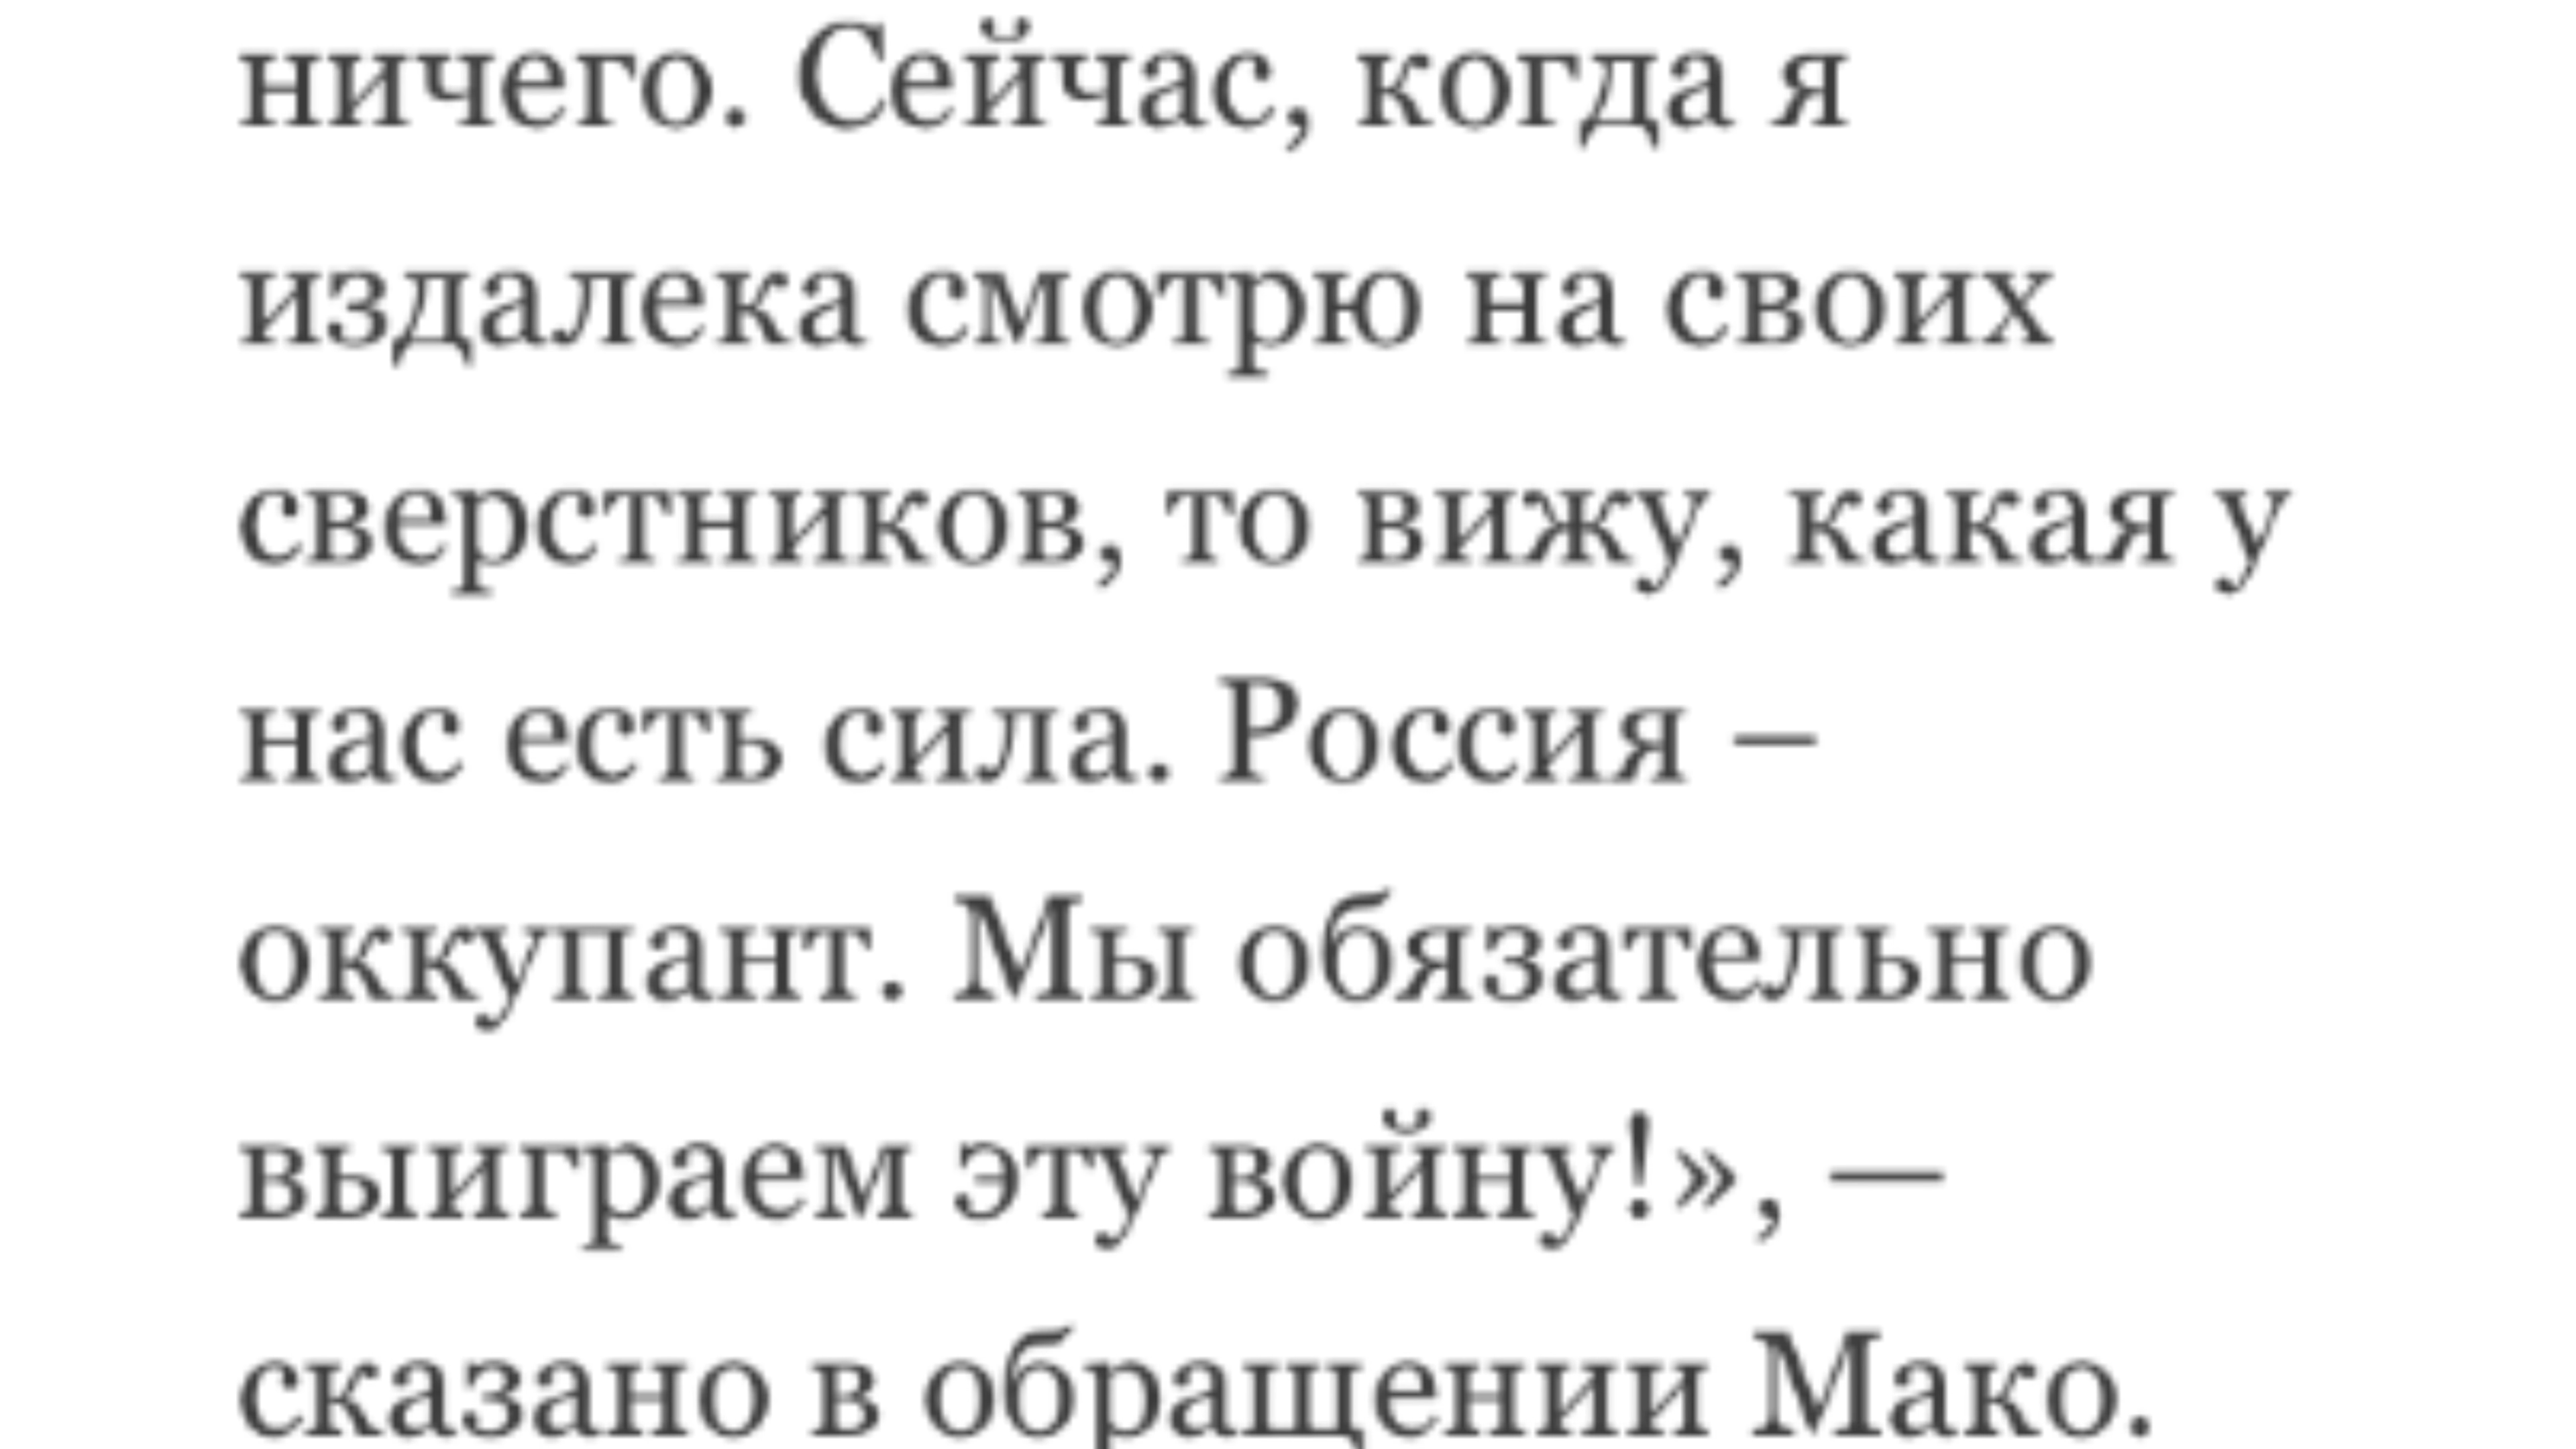 ничего. Сейчас, когда я
издалека смотрю на своих
сверстников, то вижу, какая у
нас есть сила. Россия –
оккупант. Мы обязательно
выиграем эту войну!», —
сказано в обращении Мако.